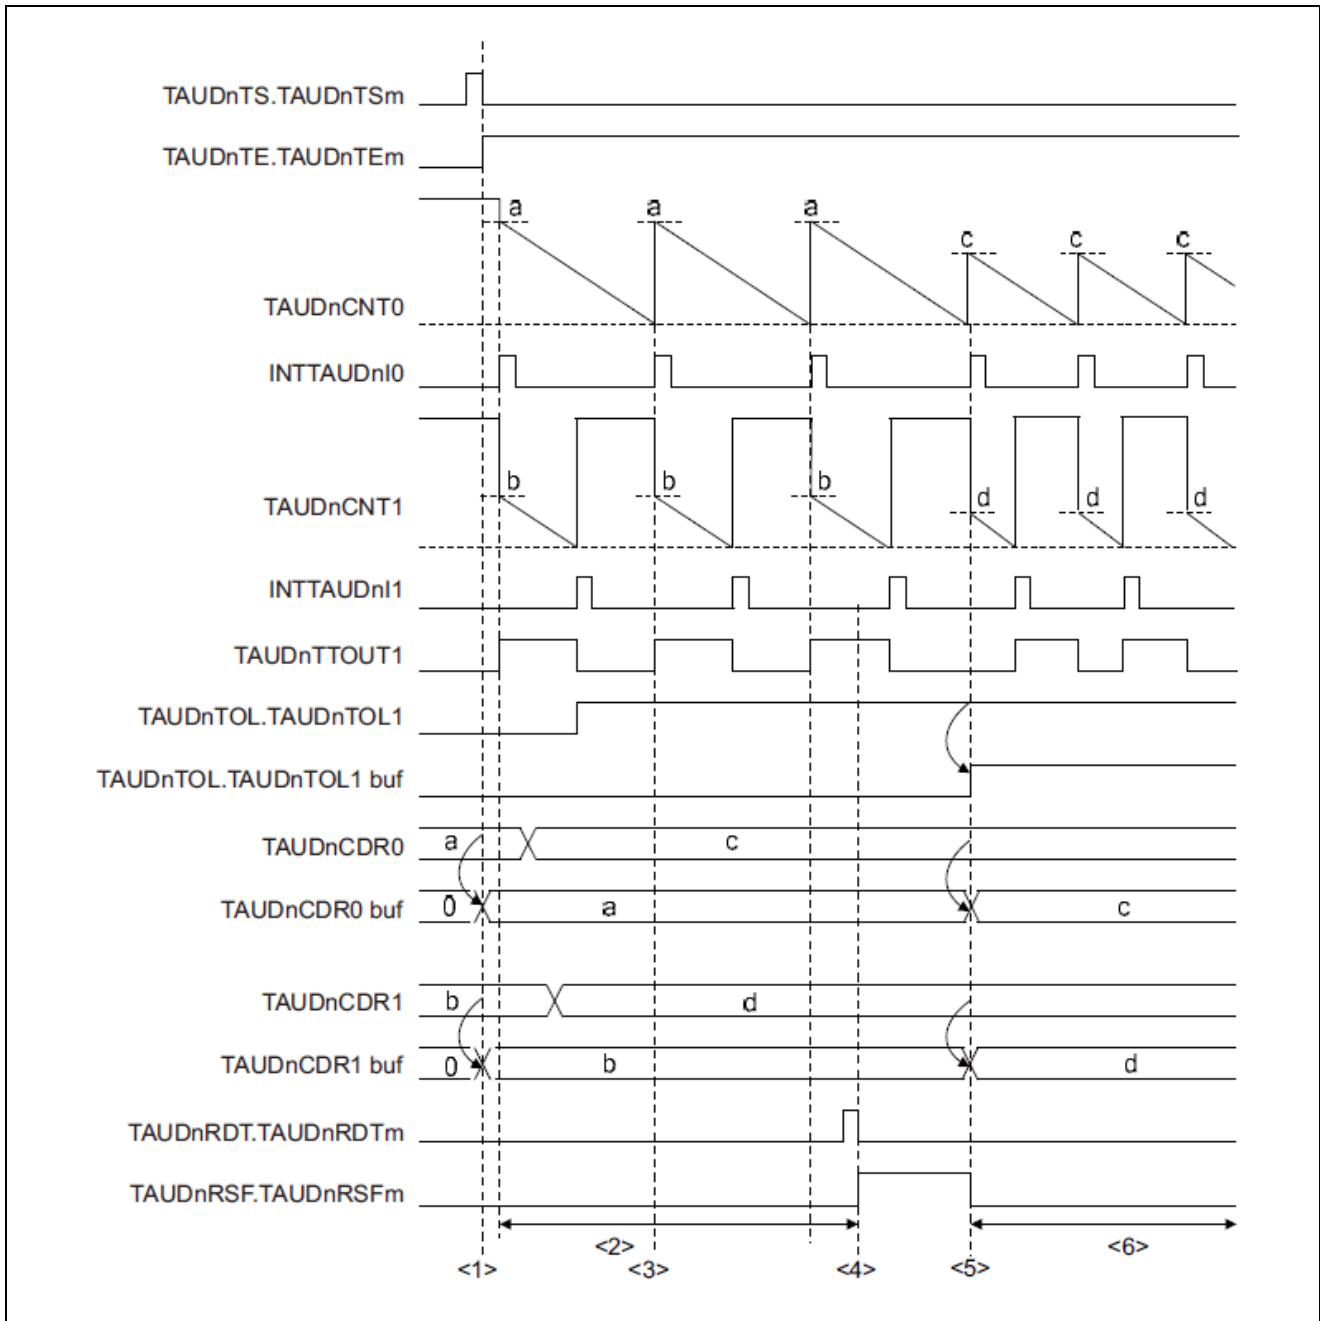 TAUDnTS.TAUDnTSm
TAUDnTE.TAUDnTEm
a a a c c c
TAUDnCNT0
INTTAUDnI0
b b b d d d
TAUDnCNT1
INTTAUDnI1
TAUDnTTOUT1
TAUDnTOL.TAUDnTOL1
TAUDnTOL.TAUDnTOL1 buf
TAUDnCDR0 a c
TAUDnCDR0 buf 0 a c
TAUDnCDR1 b d
TAUDnCDR1 buf 0 b d
TAUDnRDT.TAUDnRDTm
TAUDnRSF.TAUDnRSFm
<2> <6>
<1> <3> <4> <5>